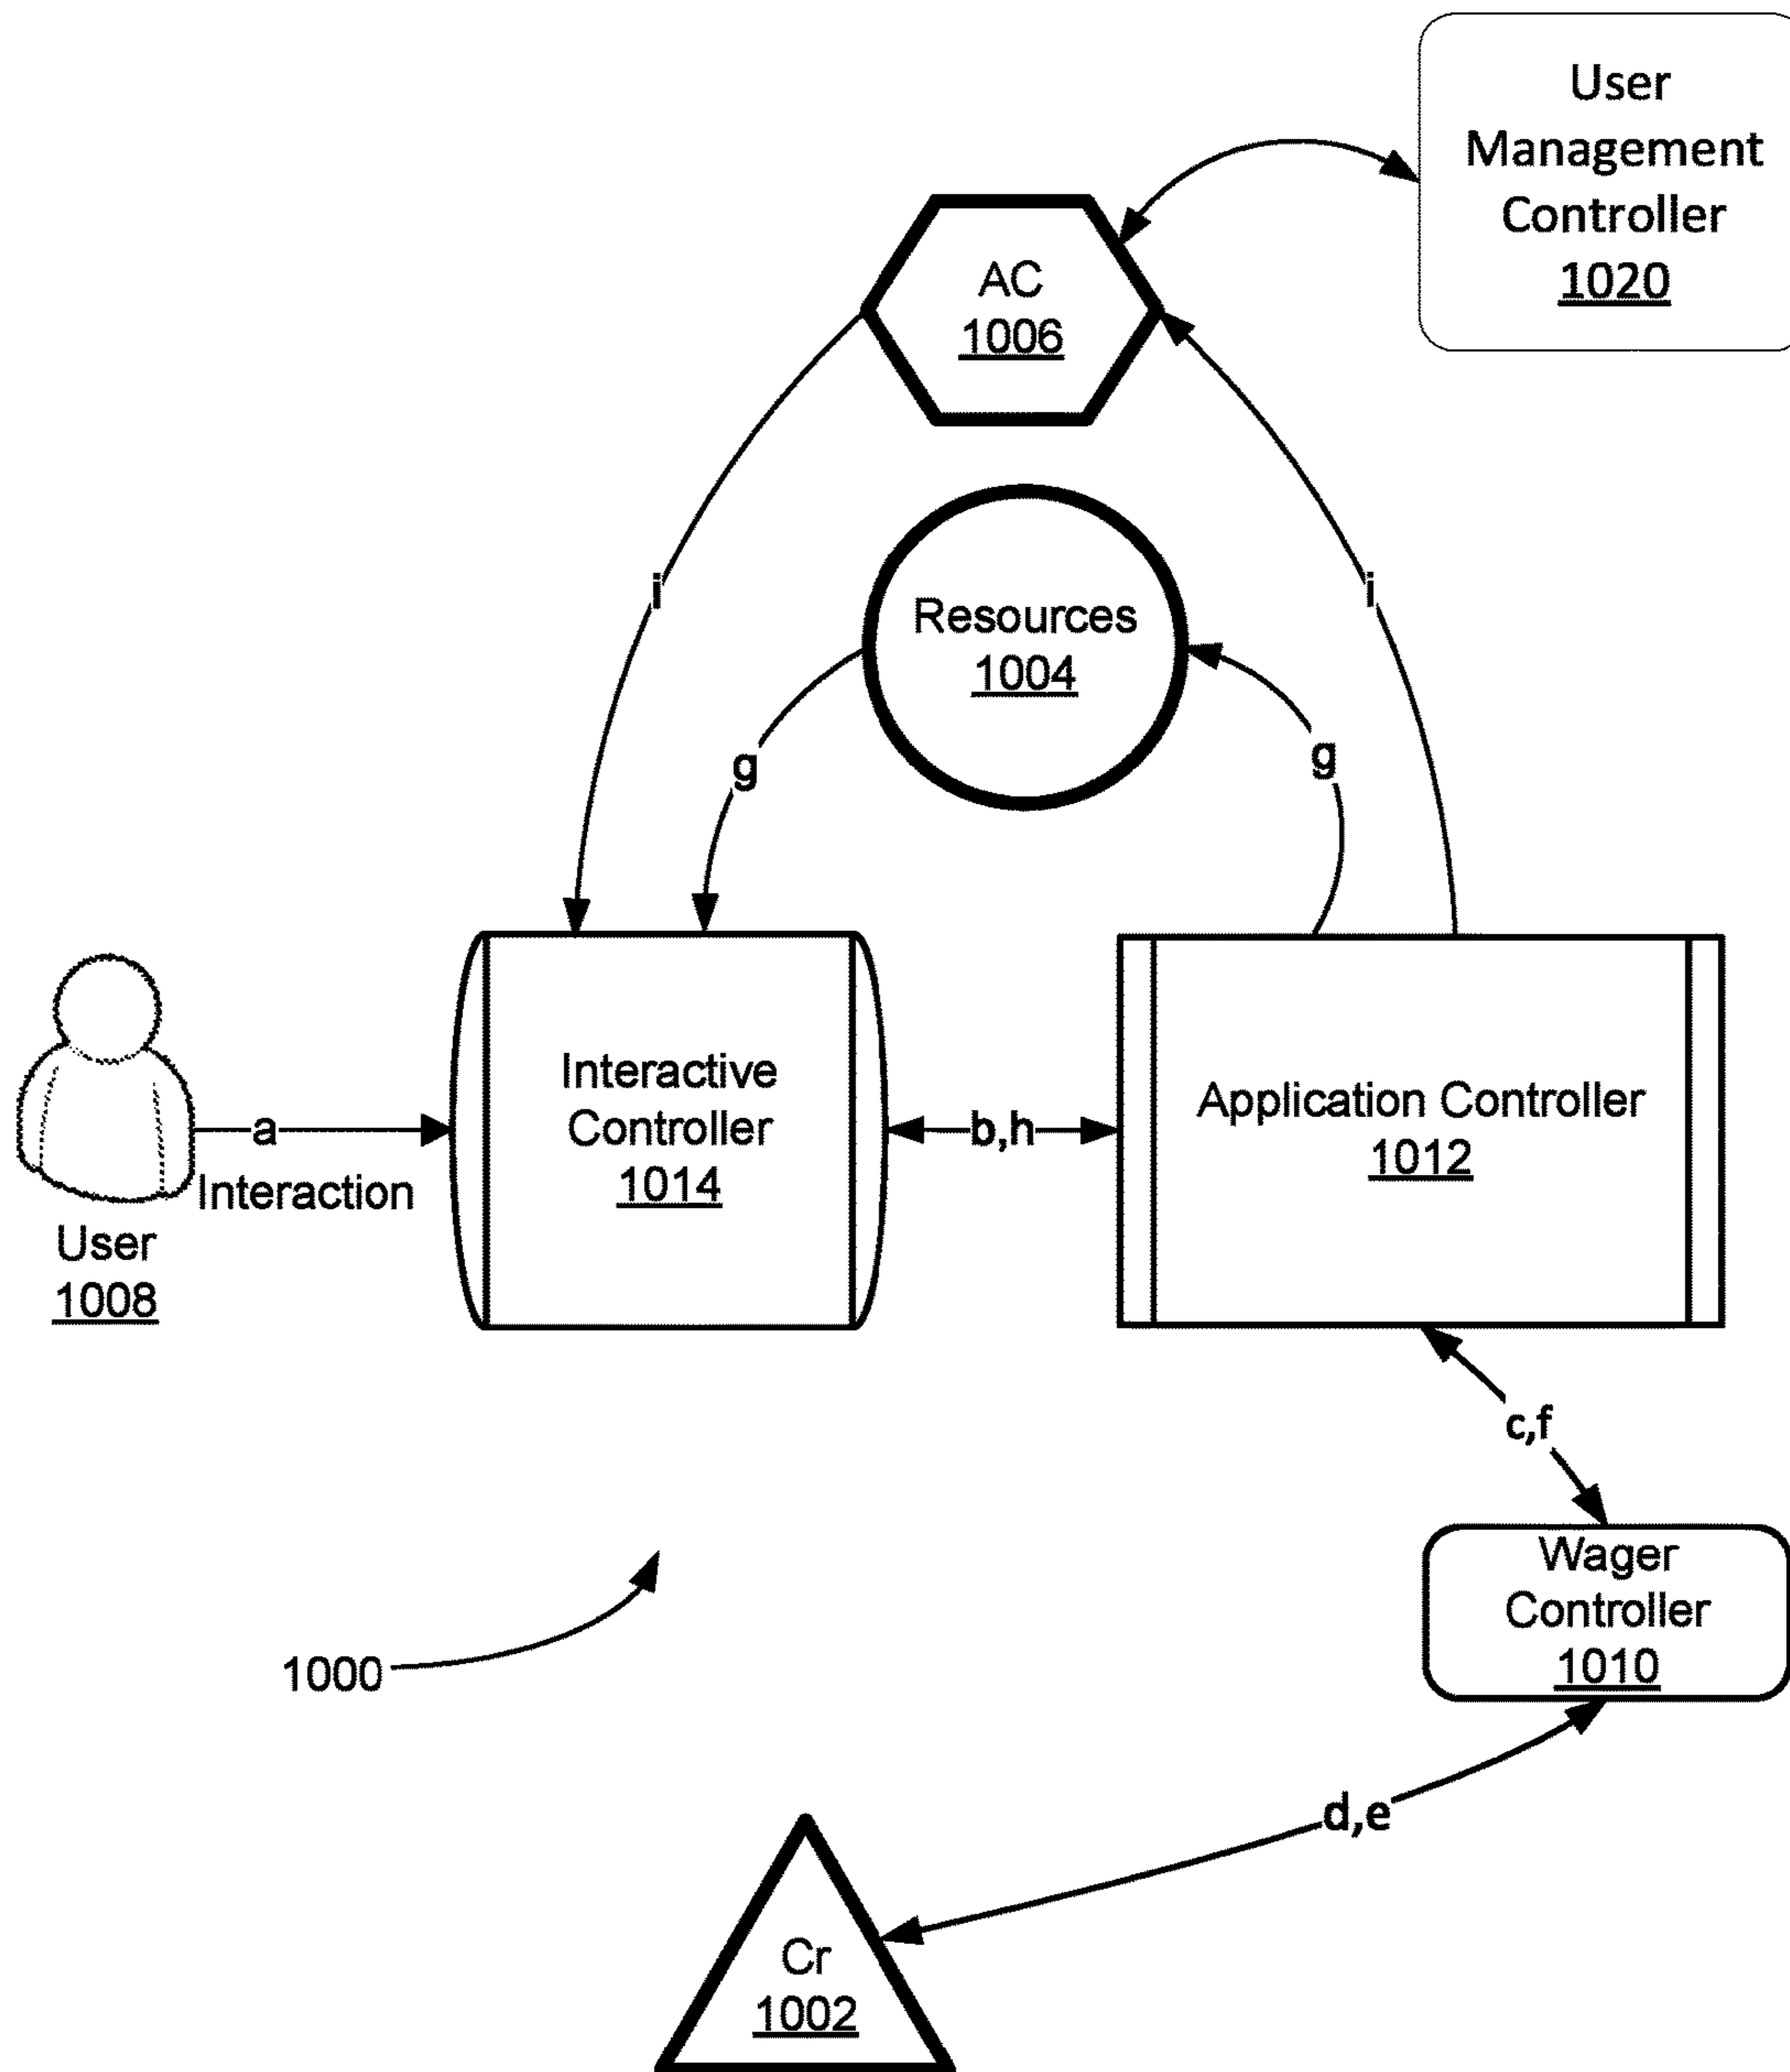 User
Management
Controller
1020
AC
1006
i
i
Resources
1004
g
g
Interactive
Controller
1014
Application Controller
1012
a
Interaction
b,h
User
1008
c,f
Wager
Controller
1010
1000
d,e
Cr
1002